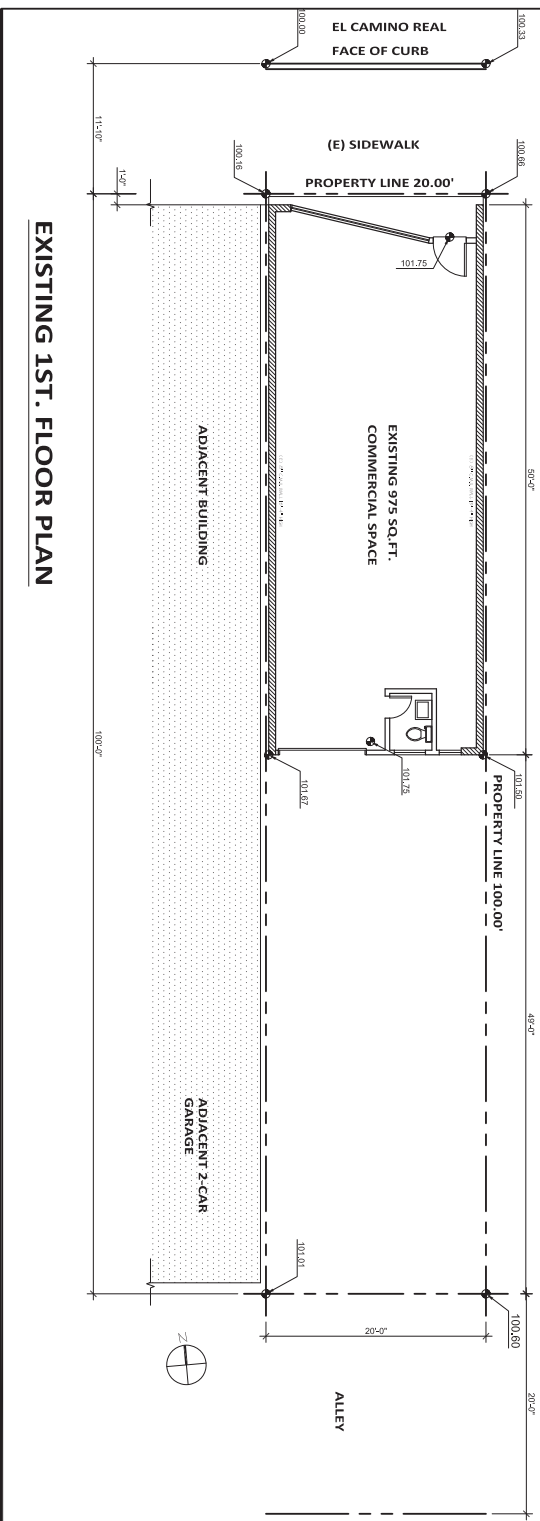 EL CAMINO REAL
FACE OF CURB
100.00
100.33
11'-10"
(E) SIDEWALK
100.16
100.66
1'-0"
PROPERTY LINE 20.00'
101.75
EXISTING 1ST. FLOOR PLAN
ADJACENT BUILDING
EXISTING 975 SQ.FT.
COMMERCIAL SPACE
50'-0"
100'-0"
101.67
101.75
101.50
PROPERTY LINE 100.00'
49'-0"
ADJACENT 2-CAR
GARAGE
101.01
100.60
20'-0"
Z
ALLEY
20'-0"